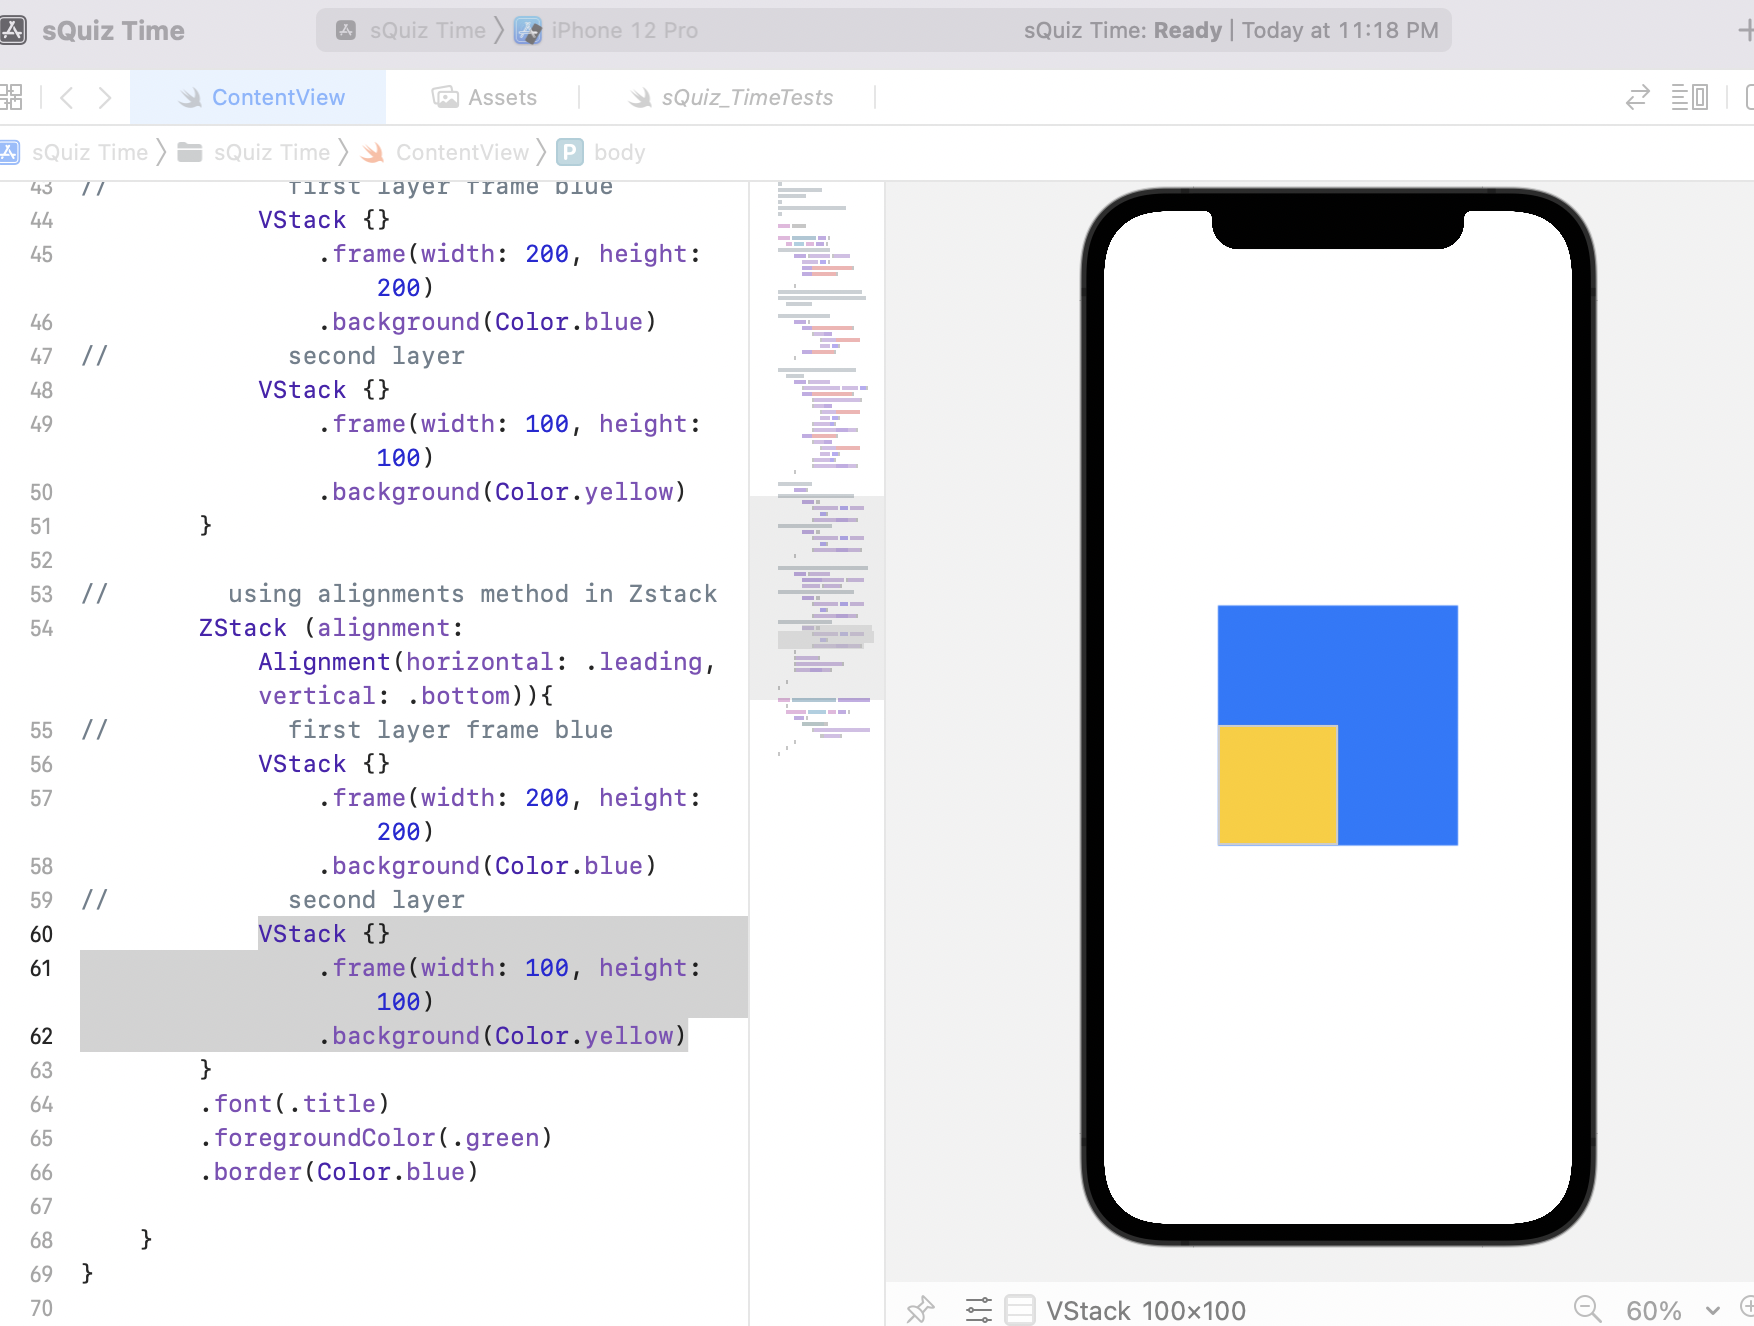 sQuiz Time
sQuiz Time
iPhone 12 Pro
sQuiz Time: Ready | Today at 11:18 PM
ContentView
Assets
sQuiz_TimeTests
sQuiz Time
sQuiz Time
ContentView
P
body
43 // first layer frame blue
44 VStack {}
45 .frame(width: 200, height:
200)
46 .background(Color.blue)
47 // second layer
48 VStack {}
49 .frame(width: 100, height:
100)
50 .background(Color.yellow)
51 }
52
53 // using alignments method in Zstack
54 ZStack (alignment:
Alignment(horizontal: .leading,
vertical: .bottom)){
55 // first layer frame blue
56 VStack {}
57 .frame(width: 200, height:
200)
58 .background(Color.blue)
59 // second layer
60 VStack {}
61 .frame(width: 100, height:
100)
62 .background(Color.yellow)
63 }
64 .font(.title)
65 .foregroundColor(.green)
66 .border(Color.blue)
67
68 }
69 }
70
VStack 100×100
60%